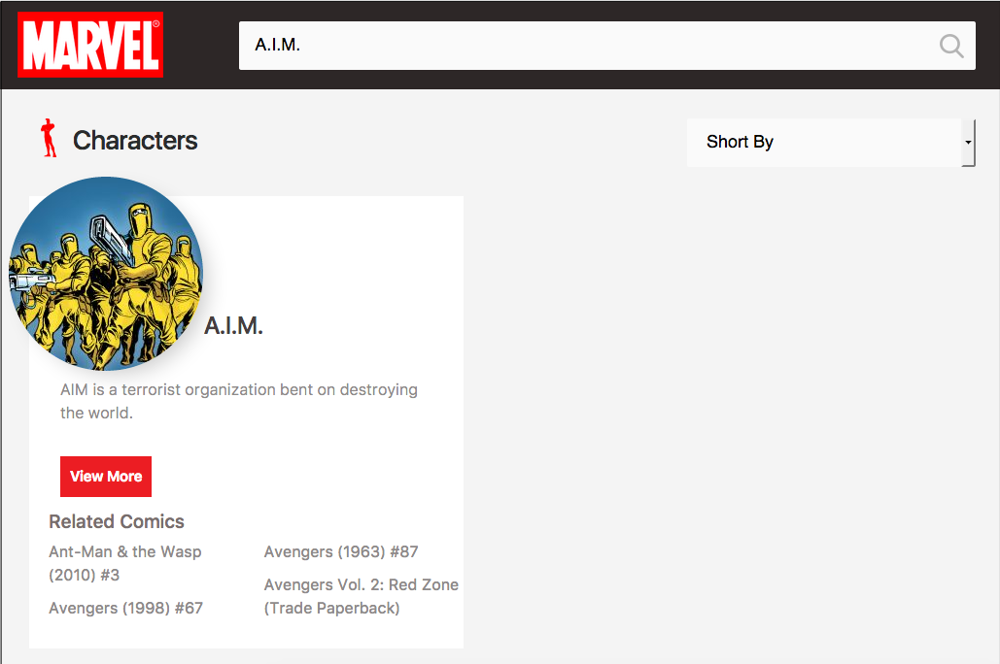 MARVEL®
A.I.M.
Characters
Short By
A.I.M.
AIM is a terrorist organization bent on destroying
the world.
View More
Related Comics
Ant-Man & the Wasp
(2010) #3
Avengers (1998) #67
Avengers (1963) #87
Avengers Vol. 2: Red Zone
(Trade Paperback)